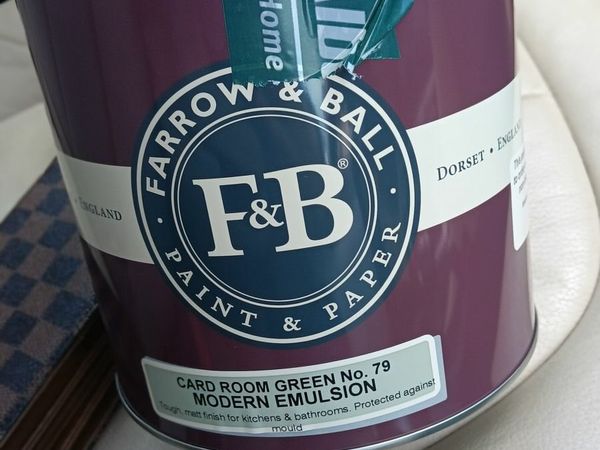 Home
FARROW & BALL
F&B®
PAINT & PAPER
• ENGLAND
DORSET • ENGLAND
CARD ROOM GREEN No. 79
MODERN EMULSION
Tough, matt finish for kitchens & bathrooms. Protected against
mould